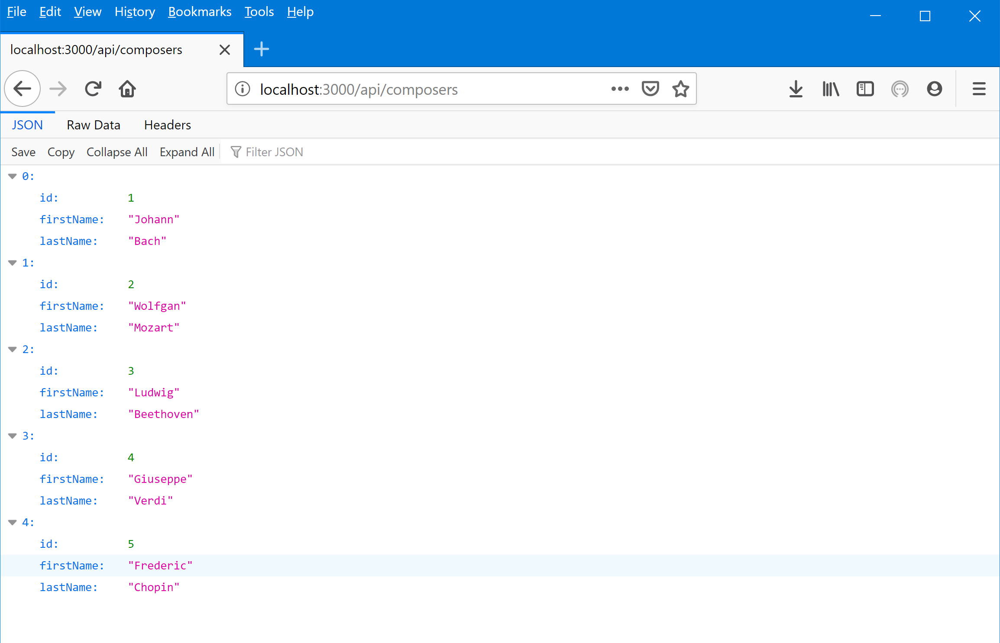 File Edit View History Bookmarks Tools Help
localhost:3000/api/composers
localhost:3000/api/composers
JSON Raw Data Headers
Save Copy Collapse All Expand All Filter JSON
0:
id: 1
firstName: "Johann"
lastName: "Bach"
1:
id: 2
firstName: "Wolfgan"
lastName: "Mozart"
2:
id: 3
firstName: "Ludwig"
lastName: "Beethoven"
3:
id: 4
firstName: "Giuseppe"
lastName: "Verdi"
4:
id: 5
firstName: "Frederic"
lastName: "Chopin"